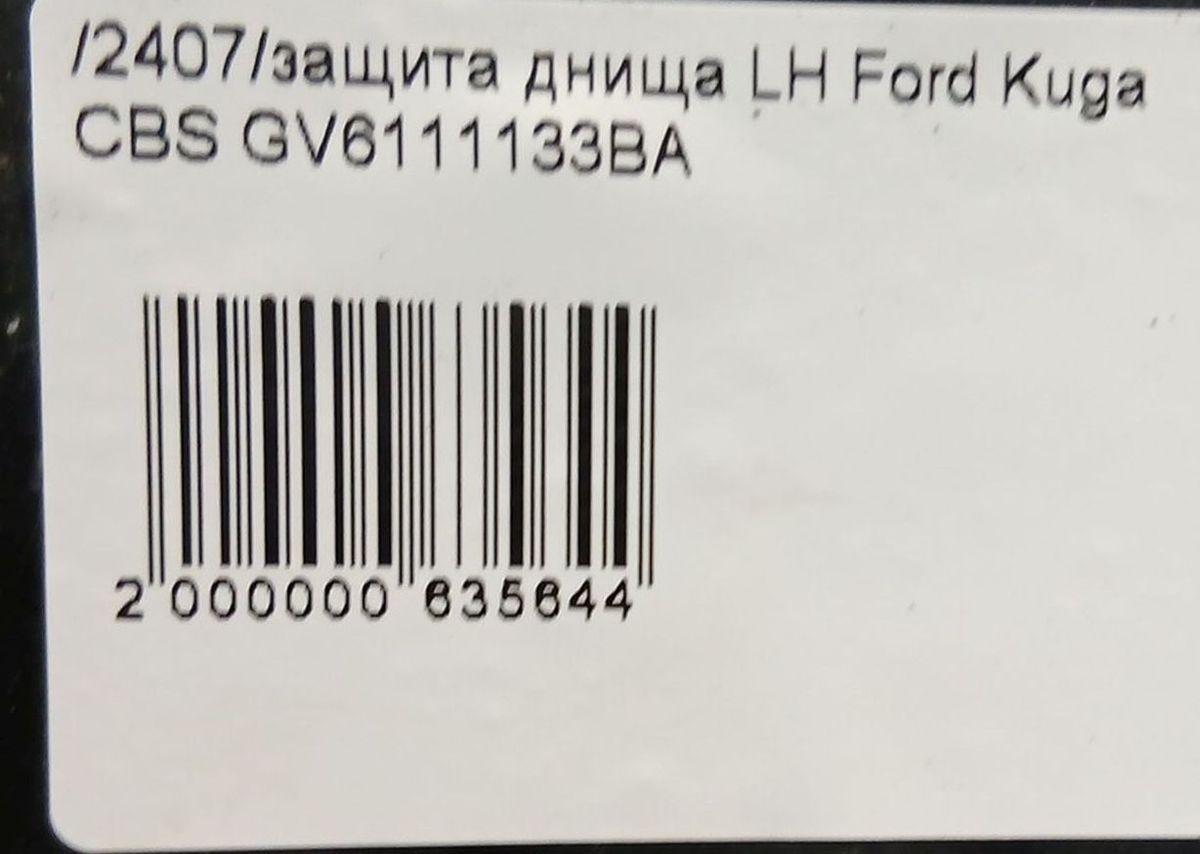 /2407/защита днища LH Ford Kuga
CBS GV6111133BA
2 000000 635644